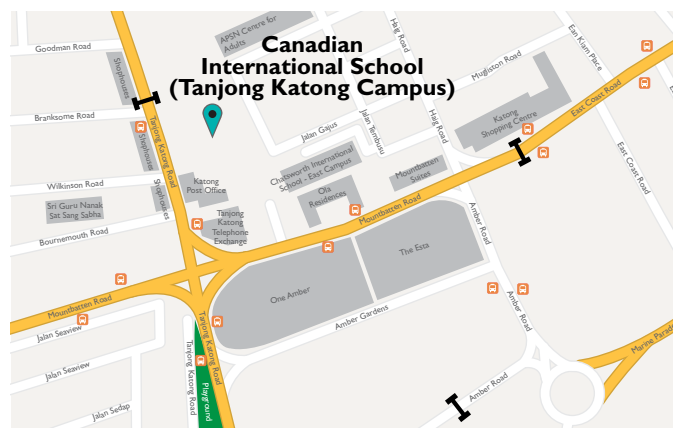 Goodman Road
Shophouses
APSN Centre for
Adults
Haig Road
Ean Kiam Place
Canadian
International School
(Tanjong Katong Campus)
Mugliston Road
East Coast Road
Branksome Road
Tanjong Katong Road
Shophouses
Jalan Gajus
Jalan Tembusu
Haig Road
Katong
Shopping Centre
East Coast Road
Wilkinson Road
Shophouses
Katong
Post Office
Chatsworth International
School - East Campus
Ola
Residences
Mountbatten
Suites
Sri Guru Nanak
Sat Sang Sabha
Tanjong
Katong
Telephone
Exchange
Mountbatten Road
Amber Road
Bournemouth Road
The Esta
One Amber
Mountbatten Road
Amber Gardens
Amber Road
Jalan Seaview
Tanjong Katong Road
Tanjong Katong Road
Marine Parade
Jalan Seaview
Playground
Amber Road
Jalan Sedap